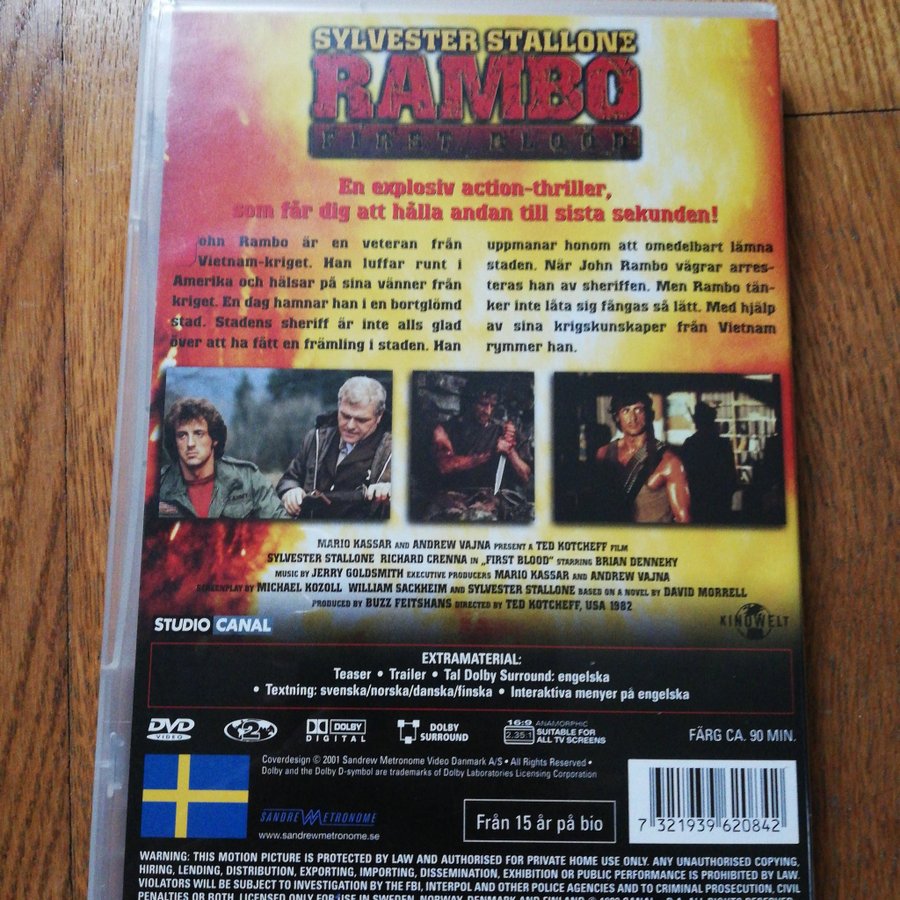 SYLVESTER STALLONE
RAMBO
FIRST BLOOD
En explosiv action-thriller,
som får dig att hålla andan till sista sekunden!
John Rambo är en veteran från
Vietnam-kriget. Han luffar runt i
Amerika och hälsar på sina vänner från
kriget. En dag hamnar han i en bortglömd
stad. Stadens sheriff är inte alls glad
över att ha fått en främling i staden. Han
uppmanar honom att omedelbart lämna
staden. När John Rambo vägrar arres-
teras han av sheriffen. Men Rambo tän-
ker inte låta sig fångas så lätt. Med hjälp
av sina krigskunskaper från Vietnam
rymmer han.
ARMY
MARIO KASSAR AND ANDREW VAJNA PRESENT A TED KOTCHEFF FILM
SYLVESTER STALLONE RICHARD CRENNA IN „FIRST BLOOD" STARRING BRIAN DENNEHY
MUSIC BY JERRY GOLDSMITH EXECUTIVE PRODUCERS MARIO KASSAR AND ANDREW VAJNA
SCREENPLAY BY MICHAEL KOZOLL WILLIAM SACKHEIM AND SYLVESTER STALLONE BASED ON A NOVEL BY DAVID MORRELL
PRODUCED BY BUZZ FEITSHANS DIRECTED BY TED KOTCHEFF, USA 1982
STUDIO CANAL
KINOWELT
EXTRAMATERIAL:
Teaser • Trailer • Tal Dolby Surround: engelska
• Textning: svenska/norska/danska/finska • Interaktiva menyer på engelska
DVD VIDEO
2
DOLBY DIGITAL
DOLBY SURROUND
16:9 ANAMORPHIC
2.35:1 SUITABLE FOR ALL TV SCREENS
FÄRG CA. 90 MIN.
Coverdesign © 2001 Sandrew Metronome Video Danmark A/S • All Rights Reserved •
Dolby and the Dolby D-symbol are trademarks of Dolby Laboratories Licensing Corporation
SANDREW METRONOME
www.sandrewmetronome.se
Från 15 år på bio
7 321939 620842
WARNING: THIS MOTION PICTURE IS PROTECTED BY LAW AND AUTHORISED FOR PRIVATE HOME USE ONLY. ANY UNAUTHORISED COPYING,
HIRING, LENDING, DISTRIBUTION, EXPORTING, IMPORTING, DISSEMINATION, EXHIBITION OR PUBLIC PERFORMANCE IS PROHIBITED BY LAW.
VIOLATORS WILL BE SUBJECT TO INVESTIGATION BY THE FBI, INTERPOL AND OTHER POLICE AGENCIES AND TO CRIMINAL PROSECUTION, CIVIL
PENALTIES OR BOTH. LICENSED ONLY FOR USE IN SWEDEN, NORWAY, DENMARK AND FINLAND